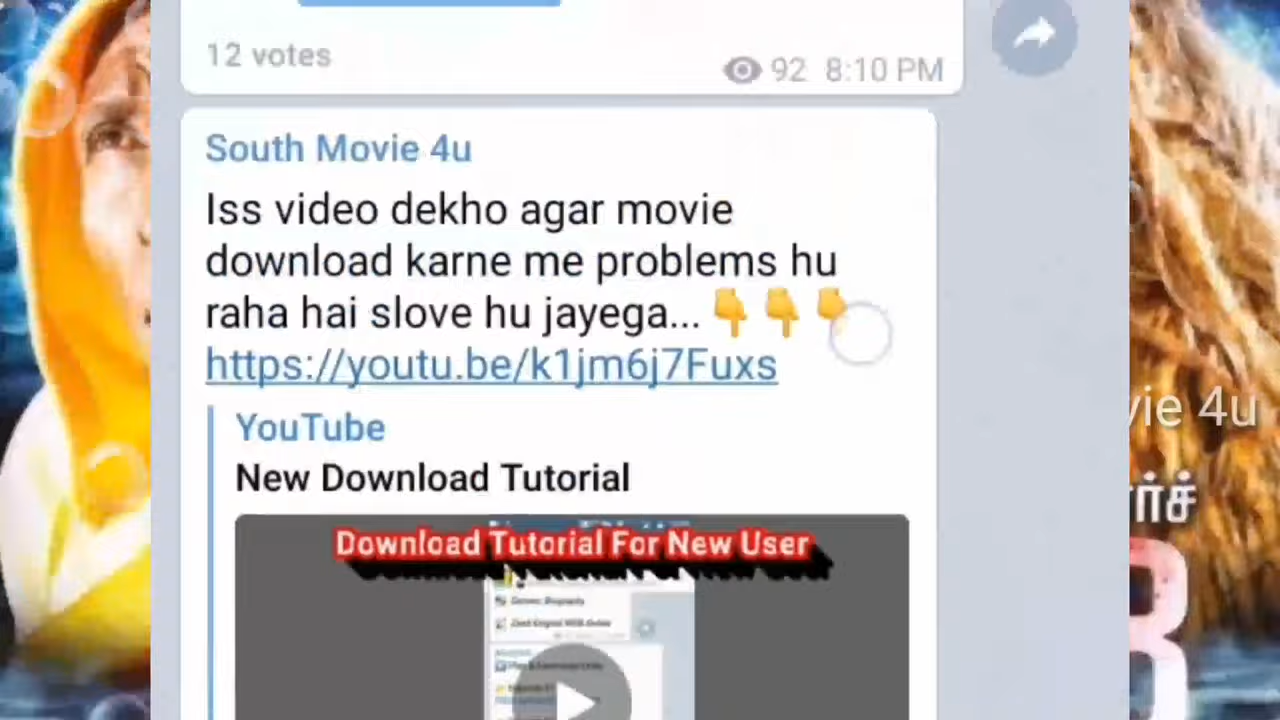 12 votes
92 8:10 PM
South Movie 4u
Iss video dekho agar movie
download karne me problems hu
raha hai slove hu jayega... 👇👇👇
https://youtu.be/k1jm6j7Fuxs
YouTube
New Download Tutorial
Download Tutorial For New User
4u
8